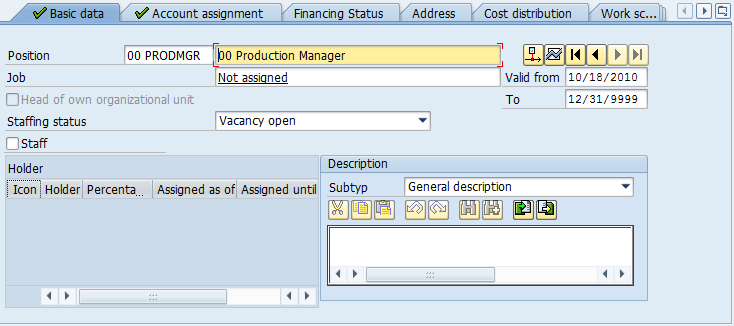 Basic data Account assignment Financing Status Address Cost distribution Work sc...
Position 00 PRODMGR 00 Production Manager
Job Not assigned Valid from 10/18/2010
Head of own organizational unit To 12/31/9999
Staffing status Vacancy open
Staff
Holder Description
Icon Holder Percenta... Assigned as of Assigned until
Subtyp General description